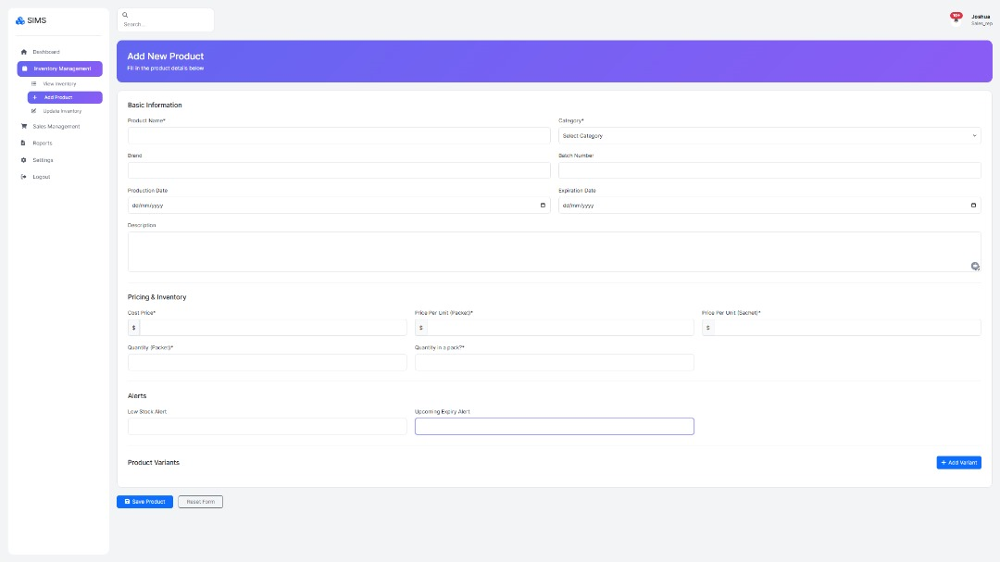 SIMS
Search...
10+
Joshua
Sales_rep
Dashboard
Inventory Management
View Inventory
Add Product
Update Inventory
Sales Management
Reports
Settings
Logout
Add New Product
Fill in the product details below
Basic Information
Product Name*
Category*
Select Category
Brand
Batch Number
Production Date
Expiration Date
dd/mm/yyyy
dd/mm/yyyy
Description
Pricing & Inventory
Cost Price*
Price Per Unit (Packet)*
Price Per Unit (Sachet)*
$
$
$
Quantity (Packet)*
Quantity in a pack?*
Alerts
Low Stock Alert
Upcoming Expiry Alert
Product Variants
+ Add Variant
Save Product
Reset Form